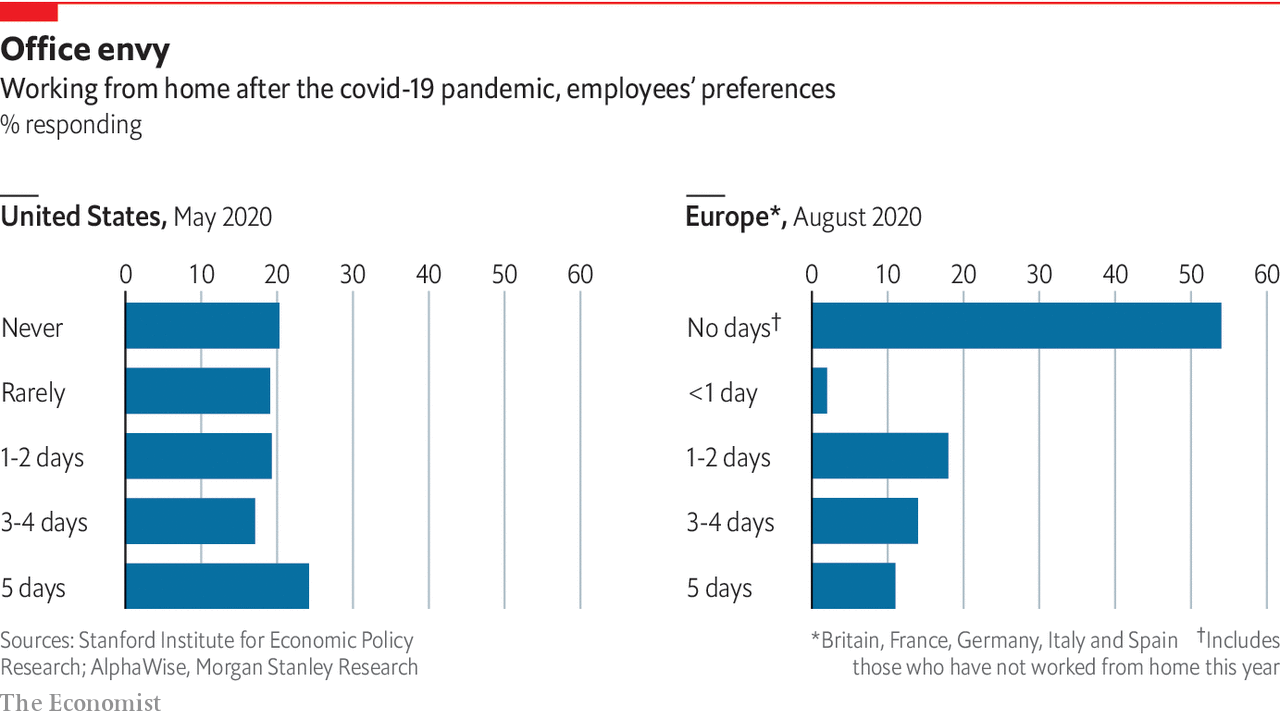 Office envy
Working from home after the covid-19 pandemic, employees’ preferences
% responding
United States, May 2020
0 10 20 30 40 50 60
Never
Rarely
1-2 days
3-4 days
5 days
Europe*, August 2020
0 10 20 30 40 50 60
No days†
<1 day
1-2 days
3-4 days
5 days
Sources: Stanford Institute for Economic Policy
Research; AlphaWise, Morgan Stanley Research
*Britain, France, Germany, Italy and Spain †Includes
those who have not worked from home this year
The Economist